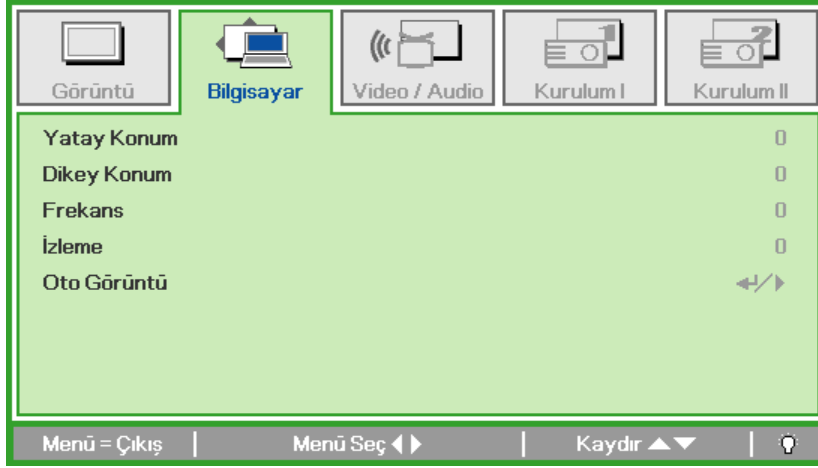 Görüntü Bilgisayar Video / Audio Kurulum I Kurulum II
Yatay Konum 0
Dikey Konum 0
Frekans 0
İzleme 0
Oto Görüntü
Menü = Çıkış | Menü Seç | Kaydır |